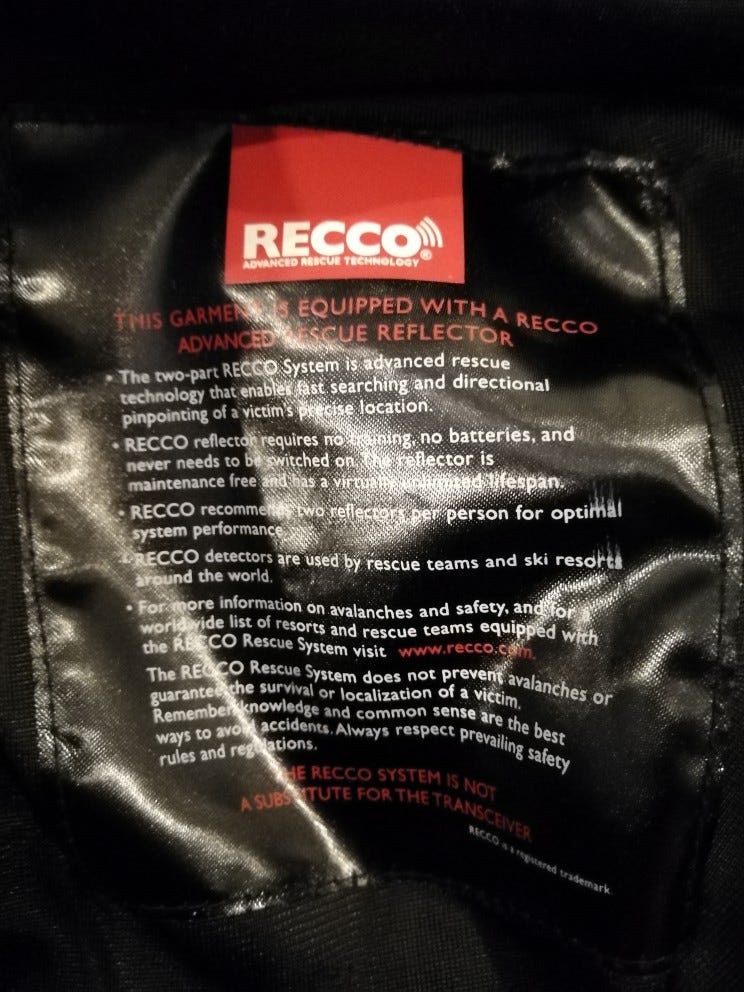 RECCO®
ADVANCED RESCUE TECHNOLOGY
THIS GARMENT IS EQUIPPED WITH A RECCO
ADVANCED RESCUE REFLECTOR
• The two-part RECCO System is advanced rescue
technology that enables fast searching and directional
pinpointing of a victim's precise location.
• RECCO reflector requires no training, no batteries, and
never needs to be switched on. The reflector is
maintenance free and has a virtually unlimited lifespan.
• RECCO recommends two reflectors per person for optimal
system performance.
• RECCO detectors are used by rescue teams and ski resorts
around the world.
• For more information on avalanches and safety, and for
worldwide list of resorts and rescue teams equipped with
the RECCO Rescue System visit www.recco.com.
The RECCO Rescue System does not prevent avalanches or
guarantee the survival or localization of a victim.
Remember knowledge and common sense are the best
ways to avoid accidents. Always respect prevailing safety
rules and regulations.
THE RECCO SYSTEM IS NOT
A SUBSTITUTE FOR THE TRANSCEIVER
RECCO is a registered trademark.